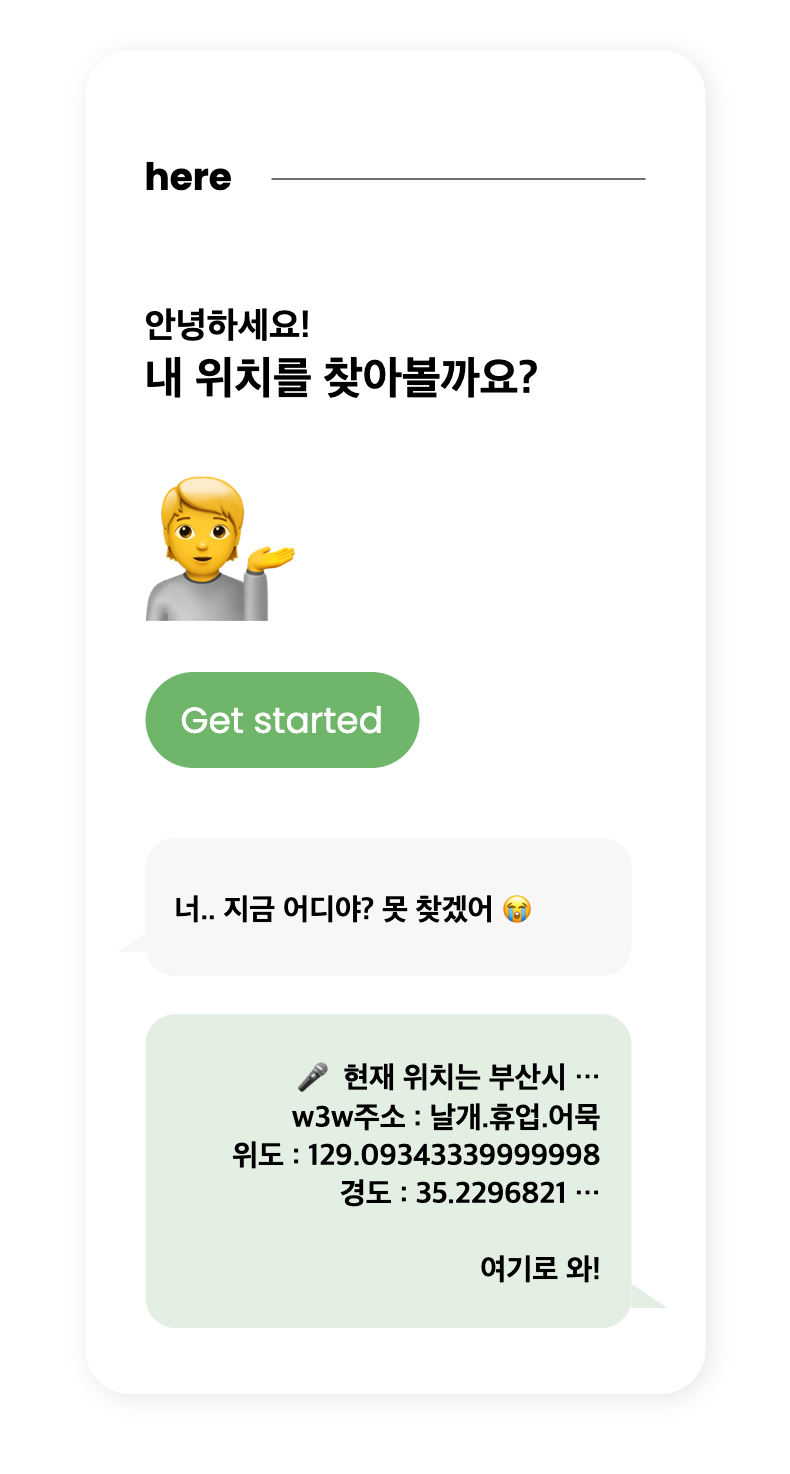 here
안녕하세요!
내 위치를 찾아볼까요?
Get started
너.. 지금 어디야? 못 찾겠어 😭
🎤 현재 위치는 부산시 …
w3w주소 : 날개.휴업.어묵
위도 : 129.09343339999998
경도 : 35.2296821 …
여기로 와!